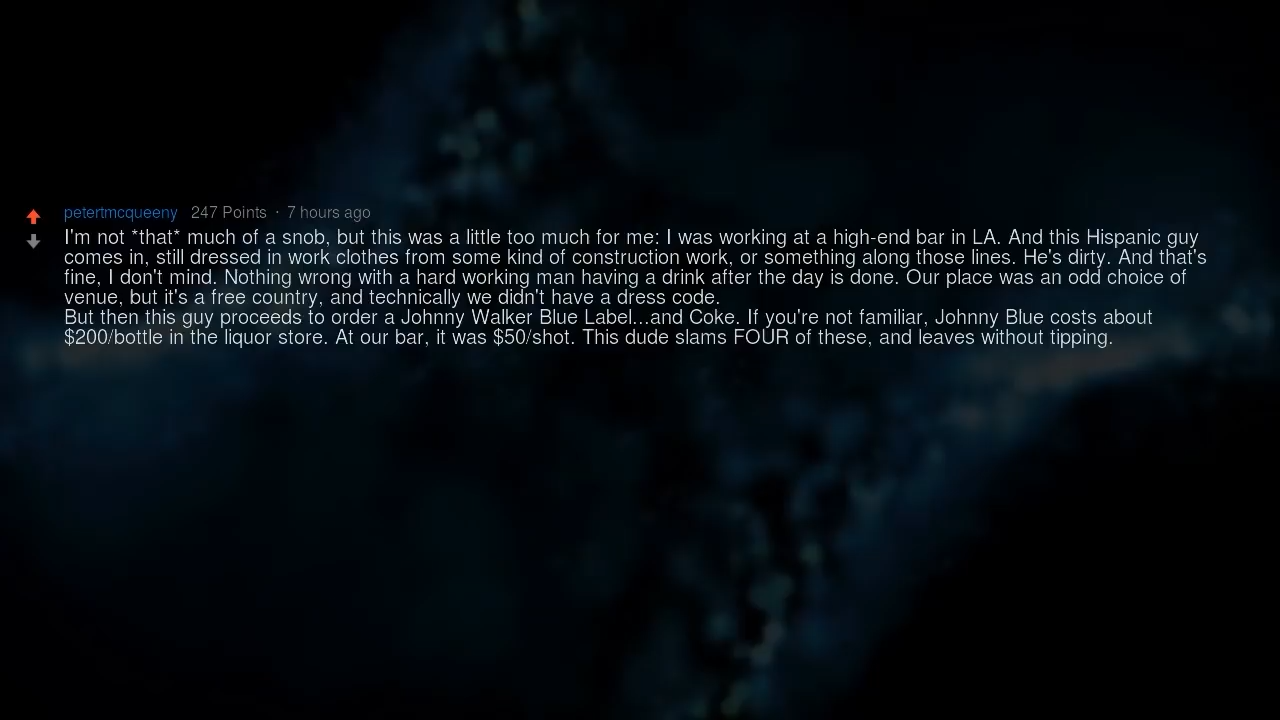 petertmcqueeny 247 Points · 7 hours ago
I'm not *that* much of a snob, but this was a little too much for me: I was working at a high-end bar in LA. And this Hispanic guy
comes in, still dressed in work clothes from some kind of construction work, or something along those lines. He's dirty. And that's
fine, I don't mind. Nothing wrong with a hard working man having a drink after the day is done. Our place was an odd choice of
venue, but it's a free country, and technically we didn't have a dress code.
But then this guy proceeds to order a Johnny Walker Blue Label...and Coke. If you're not familiar, Johnny Blue costs about
$200/bottle in the liquor store. At our bar, it was $50/shot. This dude slams FOUR of these, and leaves without tipping.